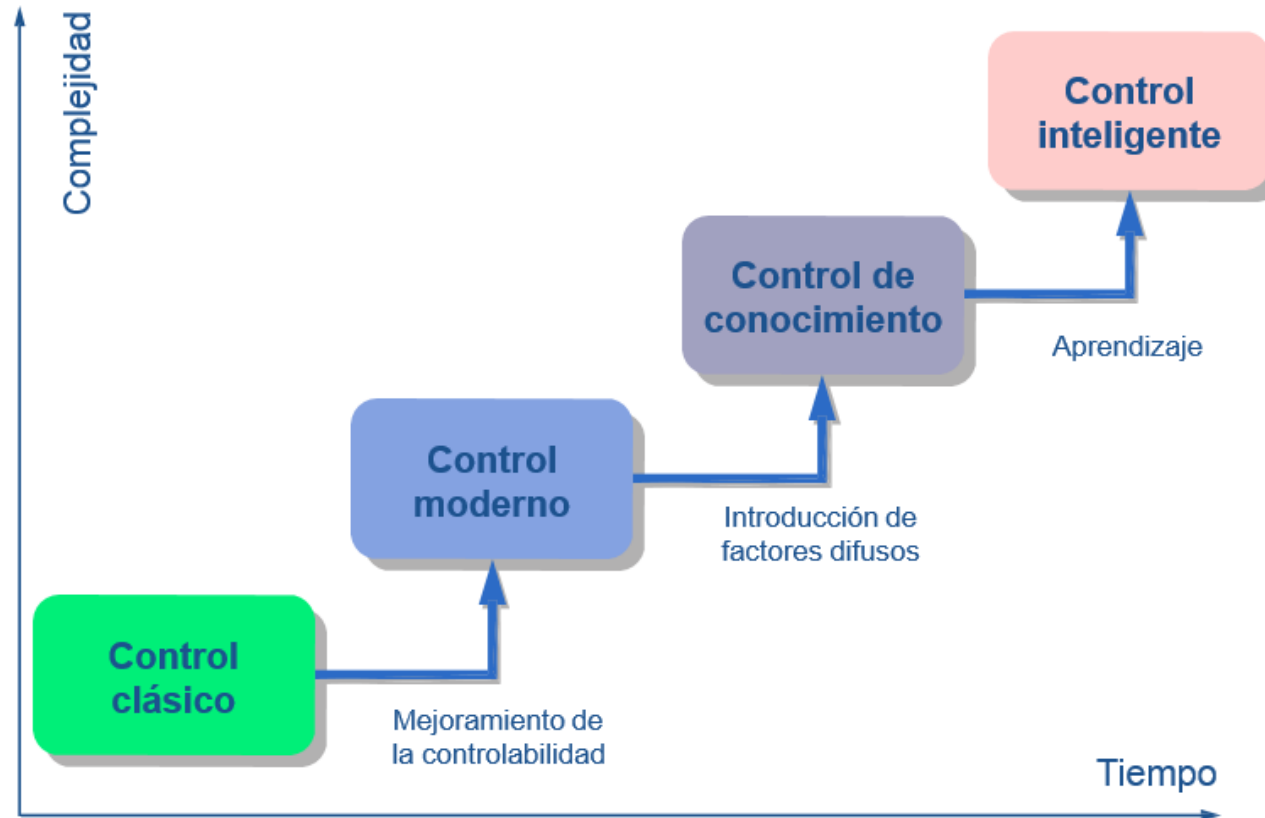 Complejidad
Control
inteligente
Control de
conocimiento
Aprendizaje
Control
moderno
Introducción de
factores difusos
Control
clásico
Mejoramiento de
la controlabilidad
Tiempo